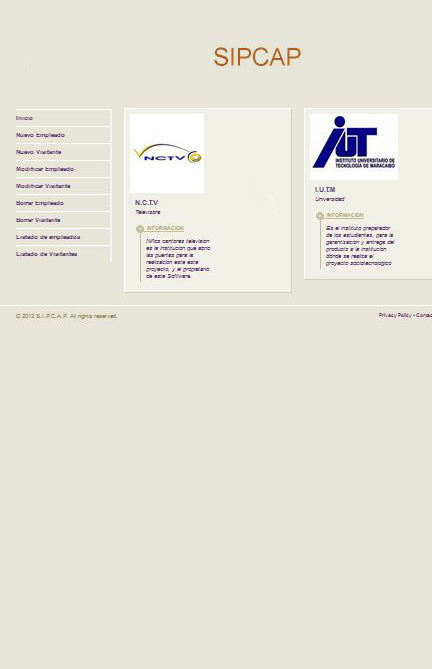 SIPCAP
Inicio
Nuevo Empleado
Nuevo Visitante
Modificar Empleado
Modificar Visitante
Borrar Empleado
Borrar Visitante
Listado de empleados
Listado de Visitantes
NCTV
N.C.T.V
Televisora
INFORMACION
Niños cantores television
es la institucion que abrio
las puertas para la
realizacion este este
proyecto, y el propietario
de este Software.
IUT
INSTITUTO UNIVERSITARIO DE
TECNOLOGÍA DE MARACAIBO
I.U.T.M
Universidad
INFORMACION
Es el instituto preparador
de los estudiantes, para la
garantizacion y entrega del
producto a la institucion
donde se realiza el
proyecto sociotecnologico
© 2012 S.I.P.C.A.P. All rights reserved.
Privacy Policy - Contac